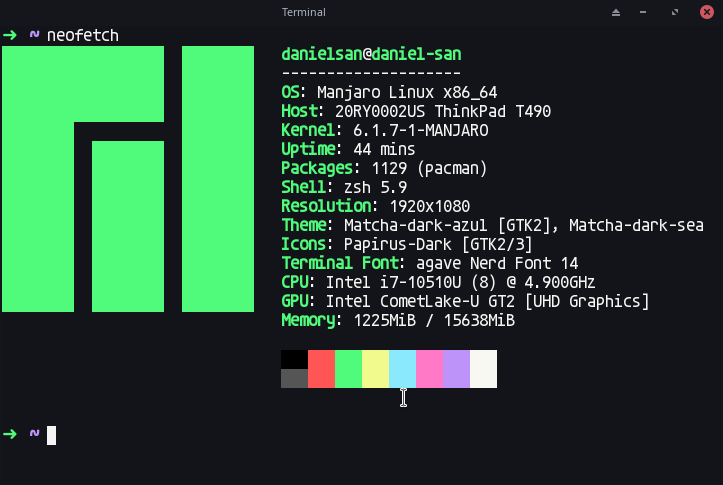 Terminal
➜ ~ neofetch
danielsan@daniel-san
--------------------
OS: Manjaro Linux x86_64
Host: 20RY0002US ThinkPad T490
Kernel: 6.1.7-1-MANJARO
Uptime: 44 mins
Packages: 1129 (pacman)
Shell: zsh 5.9
Resolution: 1920x1080
Theme: Matcha-dark-azul [GTK2], Matcha-dark-sea
Icons: Papirus-Dark [GTK2/3]
Terminal Font: agave Nerd Font 14
CPU: Intel i7-10510U (8) @ 4.900GHz
GPU: Intel CometLake-U GT2 [UHD Graphics]
Memory: 1225MiB / 15638MiB
➜ ~